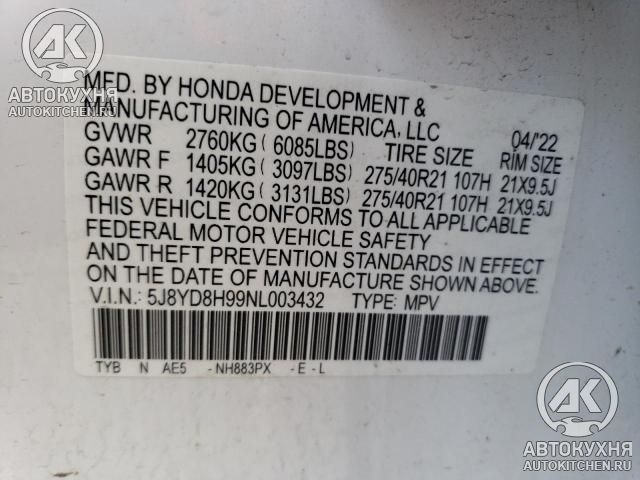 AK
АВТОКУХНЯ
AUTOKITCHEN.RU
MFD. BY HONDA DEVELOPMENT &
MANUFACTURING OF AMERICA, LLC 04/'22
GVWR 2760KG ( 6085LBS) TIRE SIZE RIM SIZE
GAWR F 1405KG ( 3097LBS) 275/40R21 107H 21X9.5J
GAWR R 1420KG ( 3131LBS) 275/40R21 107H 21X9.5J
THIS VEHICLE CONFORMS TO ALL APPLICABLE
FEDERAL MOTOR VEHICLE SAFETY
AND THEFT PREVENTION STANDARDS IN EFFECT
ON THE DATE OF MANUFACTURE SHOWN ABOVE.
V.I.N.: 5J8YD8H99NL003432 TYPE: MPV
TYB N AE5 -NH883PX -E-L
AK
АВТОКУХНЯ
AUTOKITCHEN.RU